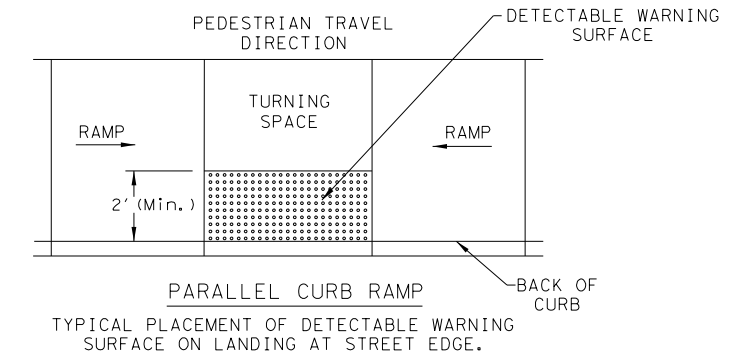 PEDESTRIAN TRAVEL
DIRECTION
DETECTABLE WARNING
SURFACE
TURNING
SPACE
RAMP
RAMP
2' (Min.)
BACK OF
CURB
PARALLEL CURB RAMP
TYPICAL PLACEMENT OF DETECTABLE WARNING
SURFACE ON LANDING AT STREET EDGE.